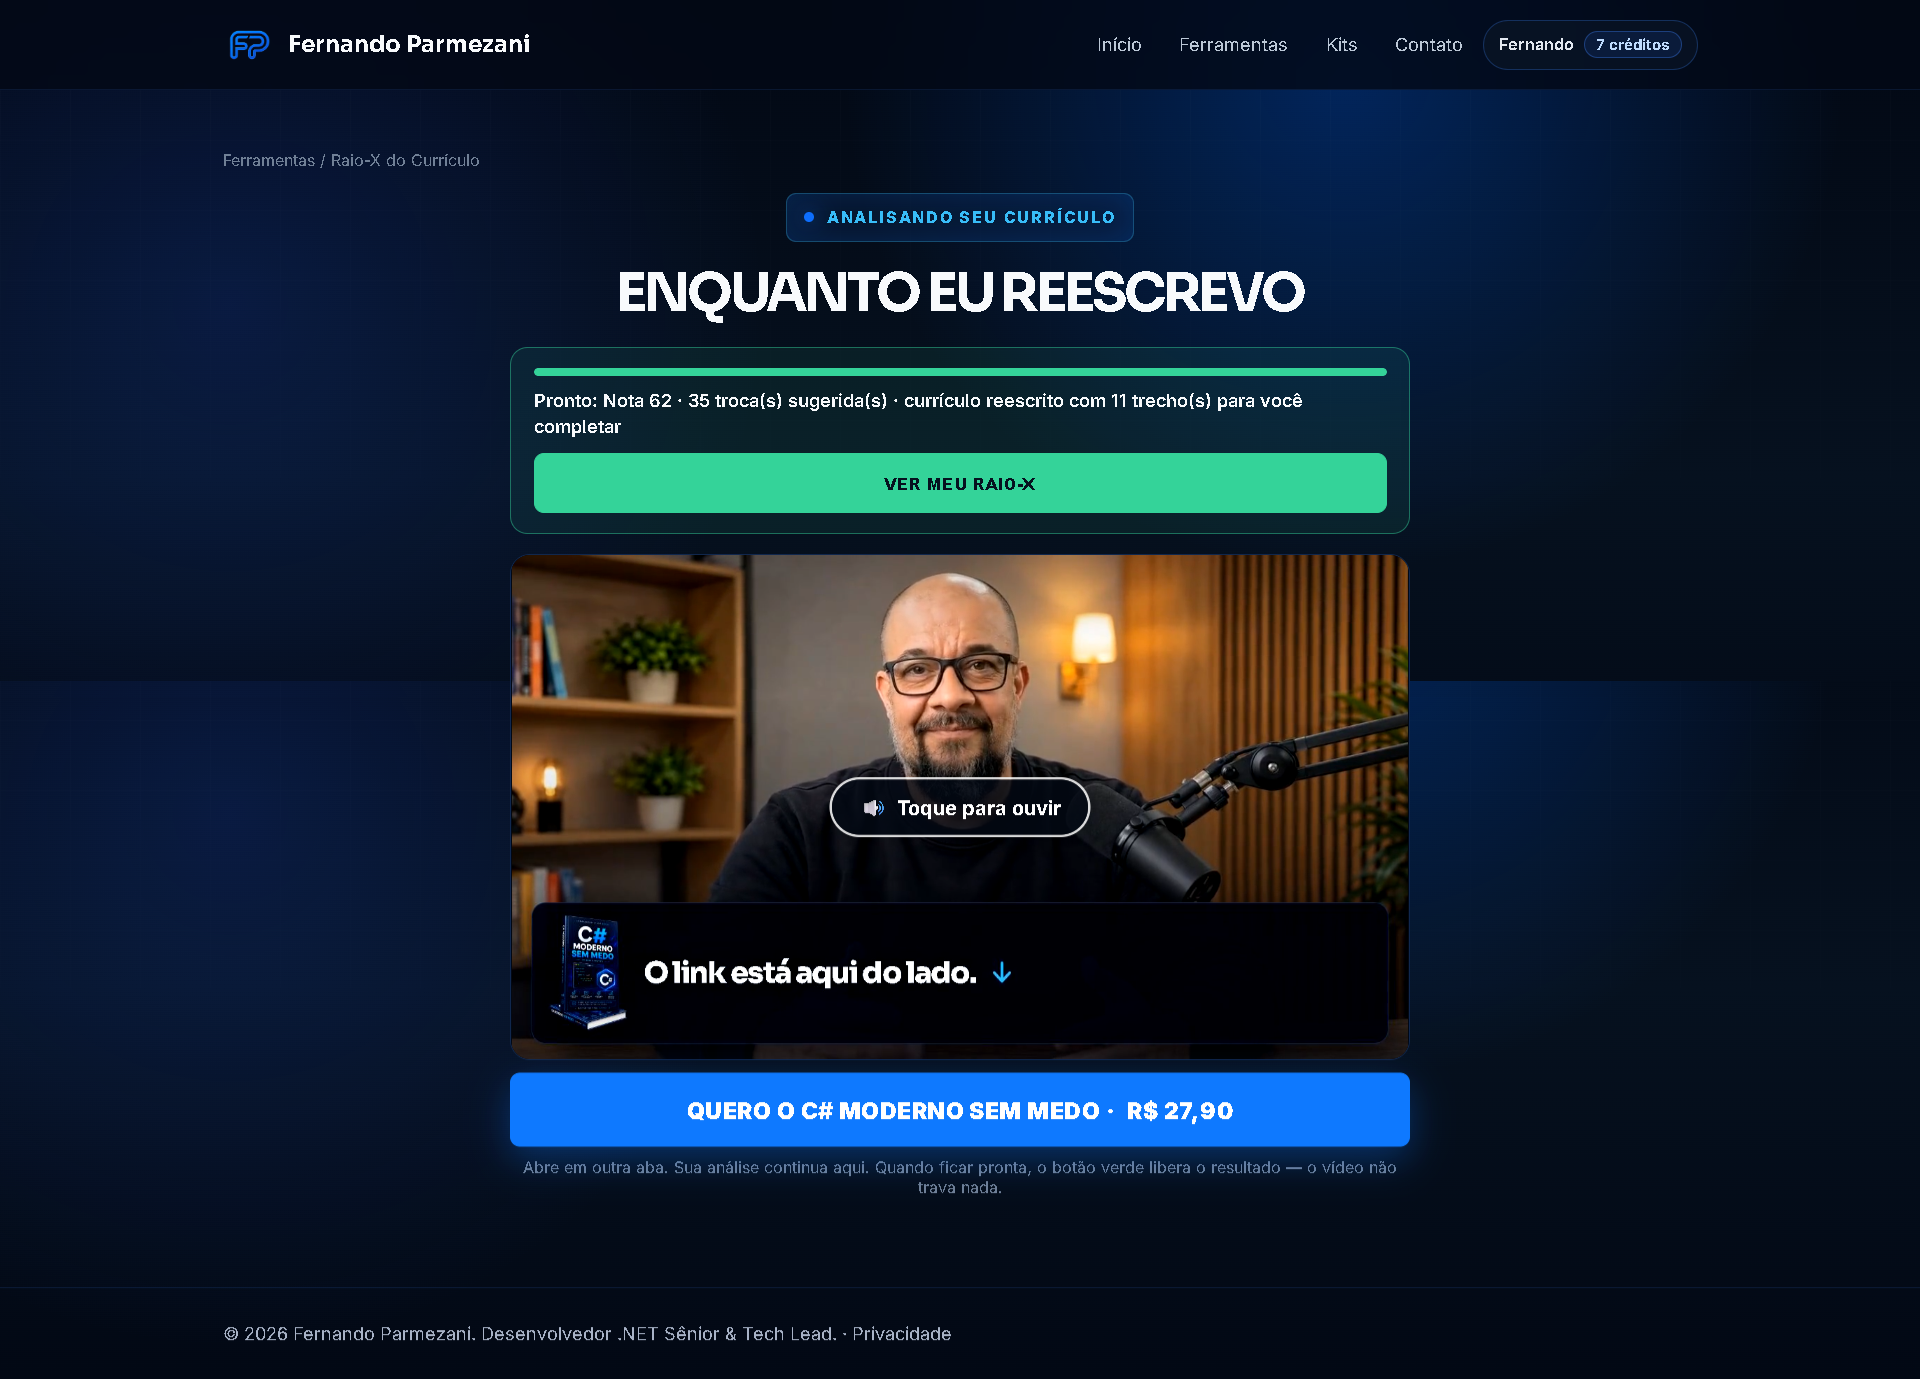 FP Fernando Parmezani
Início Ferramentas Kits Contato Fernando 7 créditos
Ferramentas / Raio-X do Currículo
ANALISANDO SEU CURRÍCULO
ENQUANTO EU REESCREVO
Pronto: Nota 62 · 35 troca(s) sugerida(s) · currículo reescrito com 11 trecho(s) para você
completar
VER MEU RAIO-X
Toque para ouvir
C#
MODERNO
SEM MEDO
C#
O link está aqui do lado. ↓
QUERO O C# MODERNO SEM MEDO · R$ 27,90
Abre em outra aba. Sua análise continua aqui. Quando ficar pronta, o botão verde libera o resultado — o vídeo não
trava nada.
© 2026 Fernando Parmezani. Desenvolvedor .NET Sênior & Tech Lead. · Privacidade